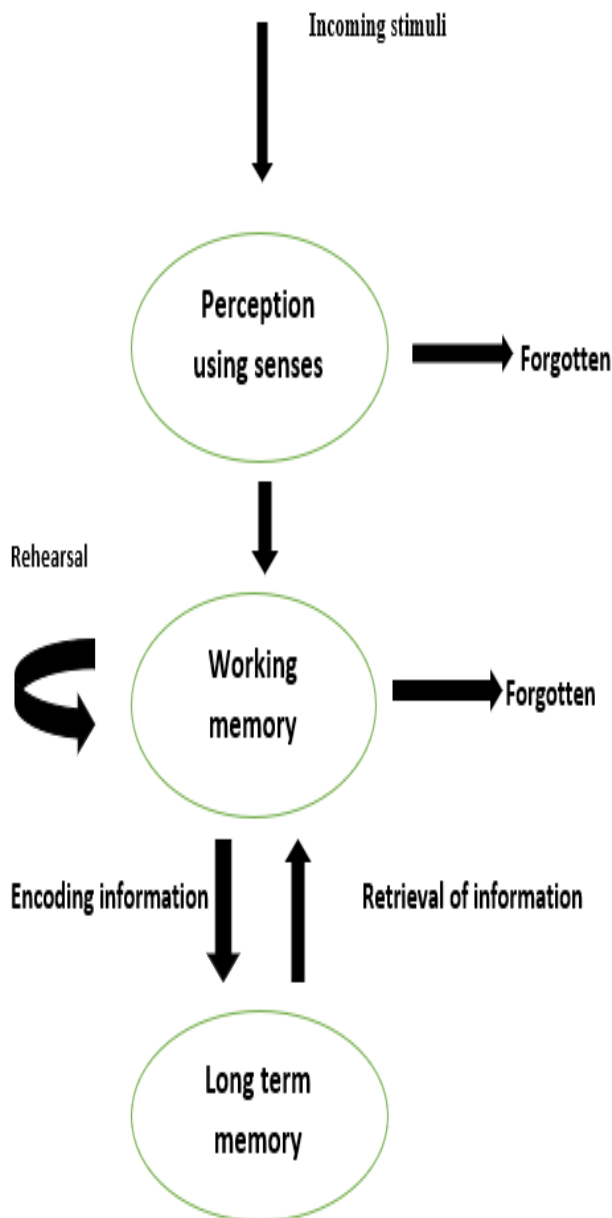 Incoming stimuli
Perception
using senses
Forgotten
Rehearsal
Working
memory
Forgotten
Encoding information
Retrieval of information
Long term
memory